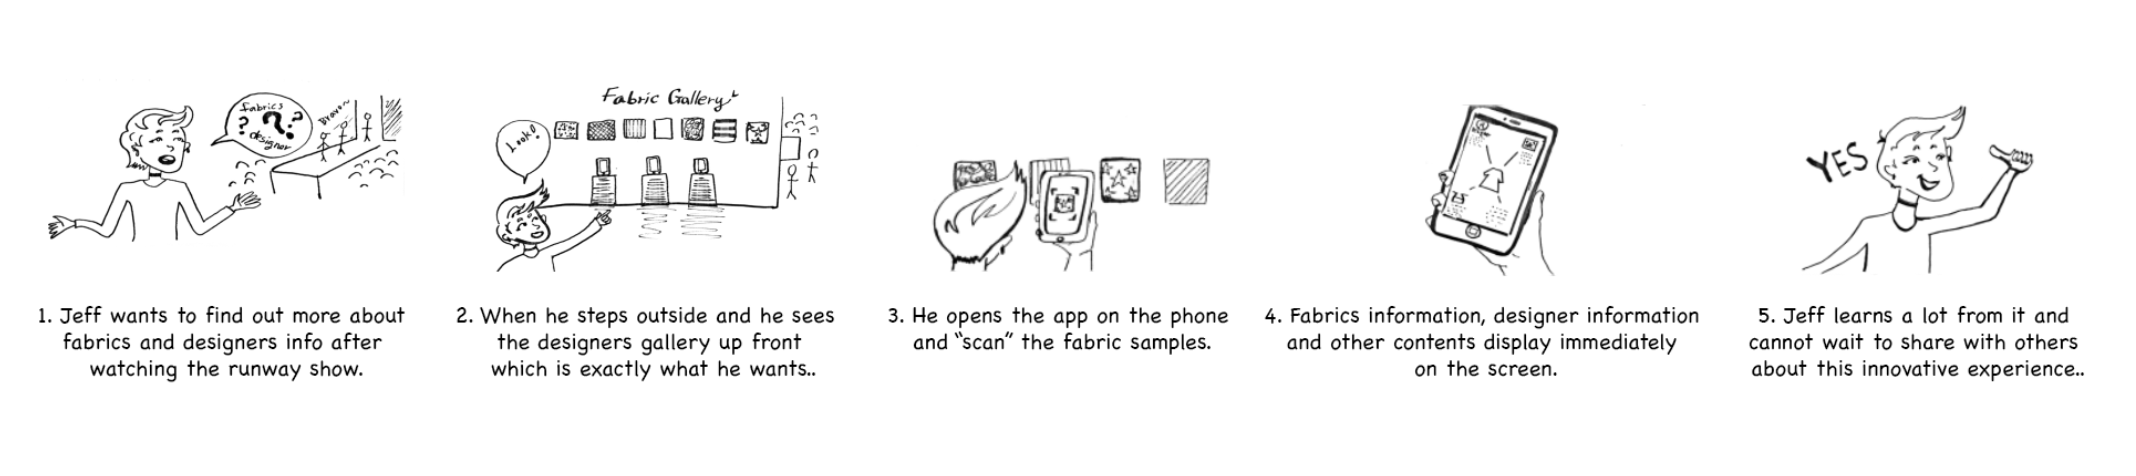 fabrics
? ? ?
designer
Bravo~
Fabric Gallery
Look!
YES
1. Jeff wants to find out more about
fabrics and designers info after
watching the runway show.
2. When he steps outside and he sees
the designers gallery up front
which is exactly what he wants..
3. He opens the app on the phone
and “scan” the fabric samples.
4. Fabrics information, designer information
and other contents display immediately
on the screen.
5. Jeff learns a lot from it and
cannot wait to share with others
about this innovative experience..